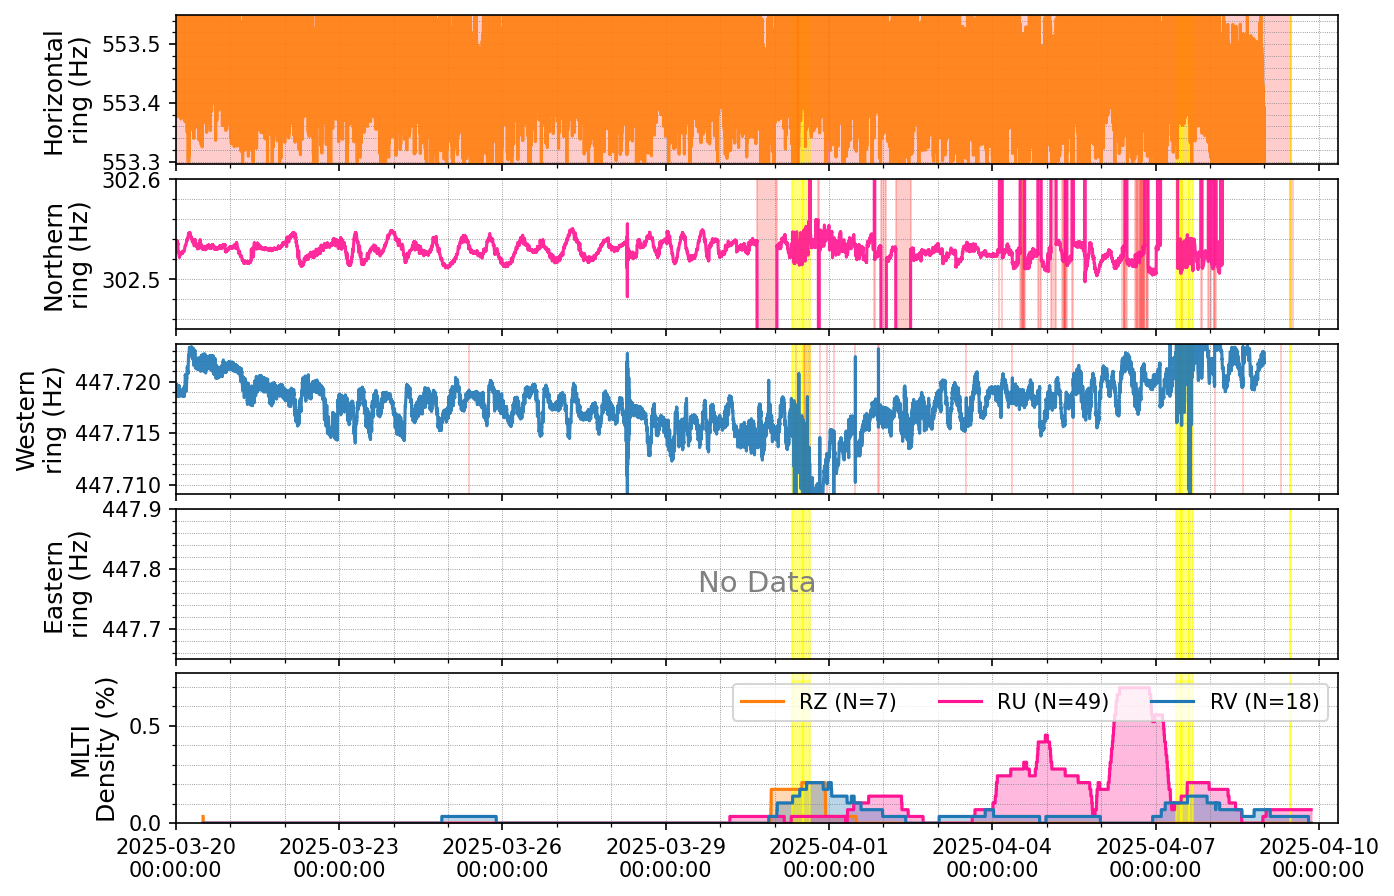 Horizontal
ring (Hz)
553.5
553.4
553.3
Northern
ring (Hz)
302.6
302.5
Western
ring (Hz)
447.720
447.715
447.710
Eastern
ring (Hz)
447.9
447.8
447.7
No Data
MLTI
Density (%)
0.5
0.0
RZ (N=7) RU (N=49) RV (N=18)
2025-03-20 2025-03-23 2025-03-26 2025-03-29 2025-04-01 2025-04-04 2025-04-07 2025-04-10
00:00:00 00:00:00 00:00:00 00:00:00 00:00:00 00:00:00 00:00:00 00:00:00